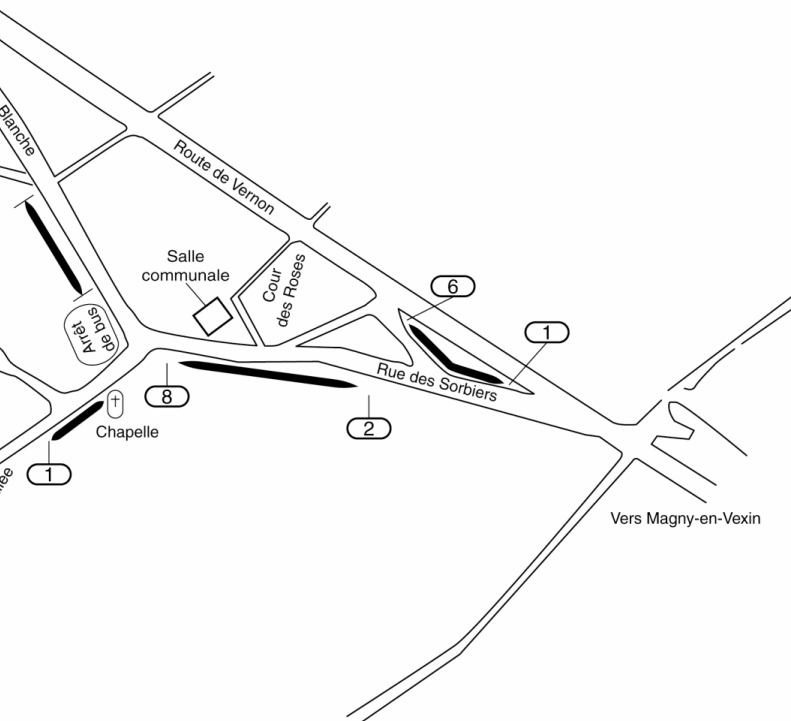 Blanche
Route de Vernon
Salle
communale
Cour
des Roses
6
1
Arrêt
de bus
Rue des Sorbiers
8
2
Chapelle
1
Vers Magny-en-Vexin